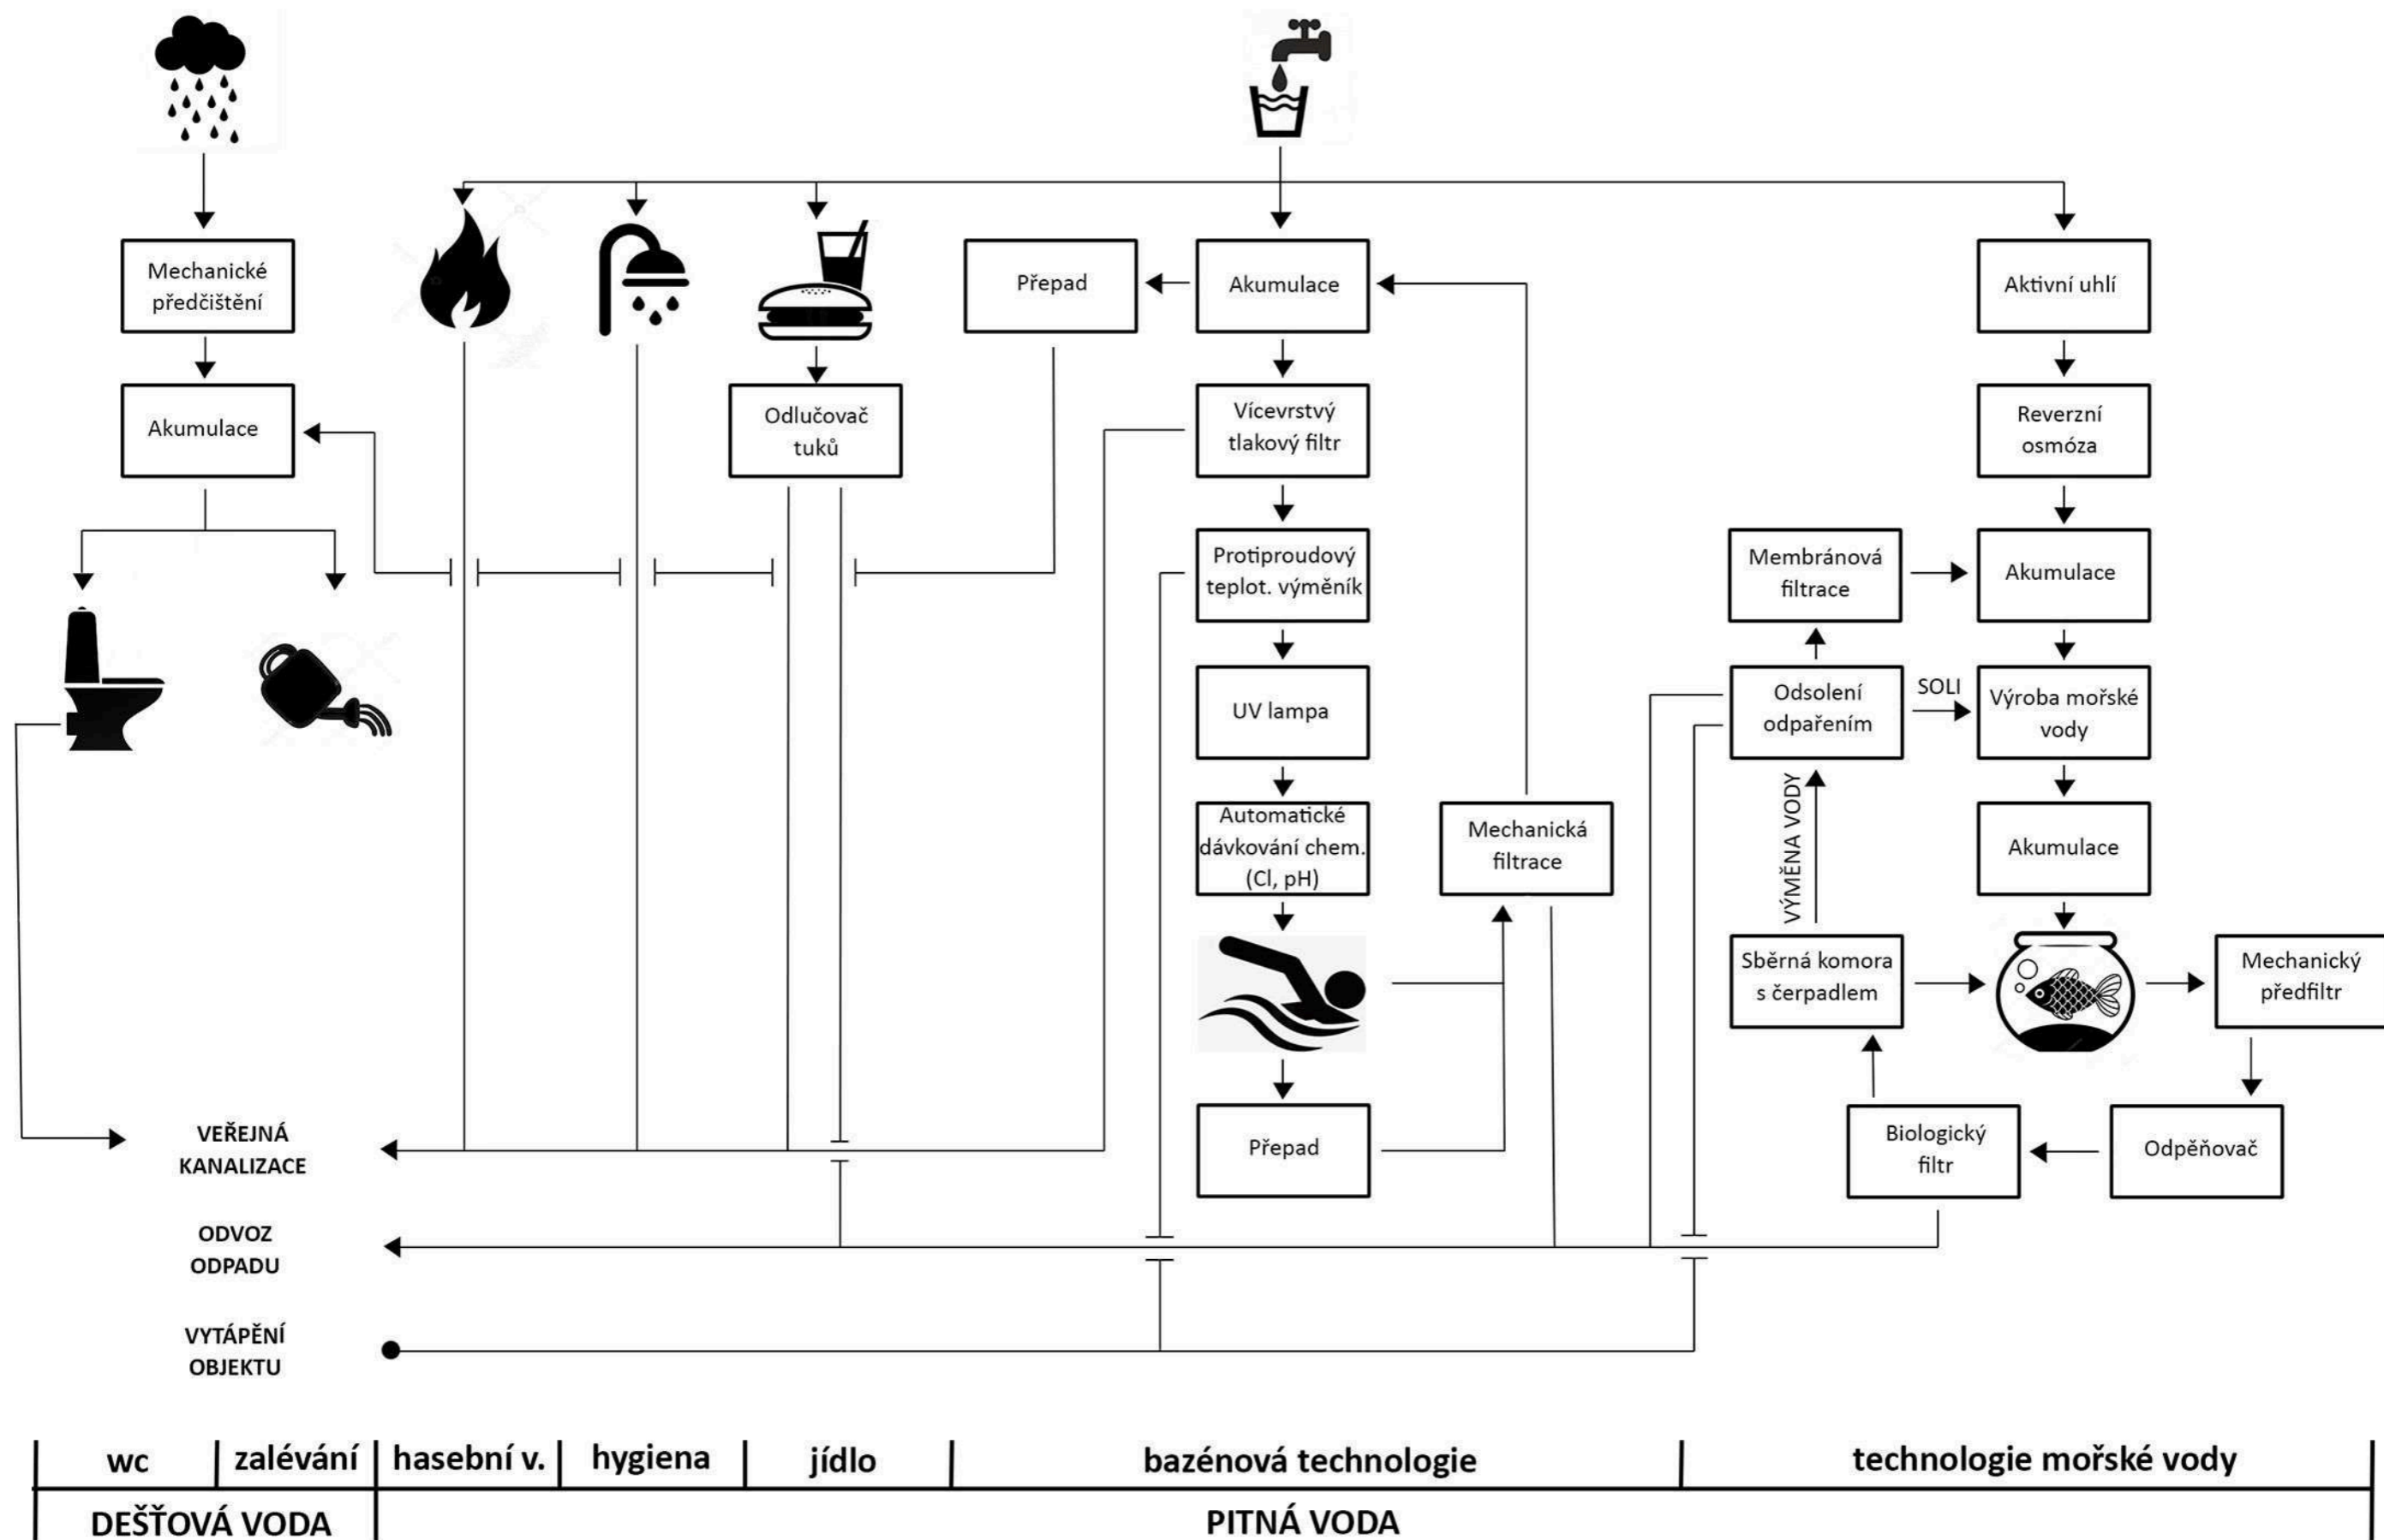 Mechanické
předčištění
Přepad
Akumulace
Aktivní uhlí
Akumulace
Odlučovač
tuků
Vícevrstvý
tlakový filtr
Reverzní
osmóza
Protiproudový
teplot. výměník
Membránová
filtrace
Akumulace
UV lampa
Odsolení
odpařením
SOLI
Výroba mořské
vody
Automatické
dávkování chem.
(Cl, pH)
Mechanická
filtrace
VÝMĚNA VODY
Akumulace
Sběrná komora
s čerpadlem
Mechanický
předfiltr
VEŘEJNÁ
KANALIZACE
Přepad
Biologický
filtr
Odpěňovač
ODVOZ
ODPADU
VYTÁPĚNÍ
OBJEKTU
wc
zalévání
hasební v.
hygiena
jídlo
bazénová technologie
technologie mořské vody
DEŠŤOVÁ VODA
PITNÁ VODA